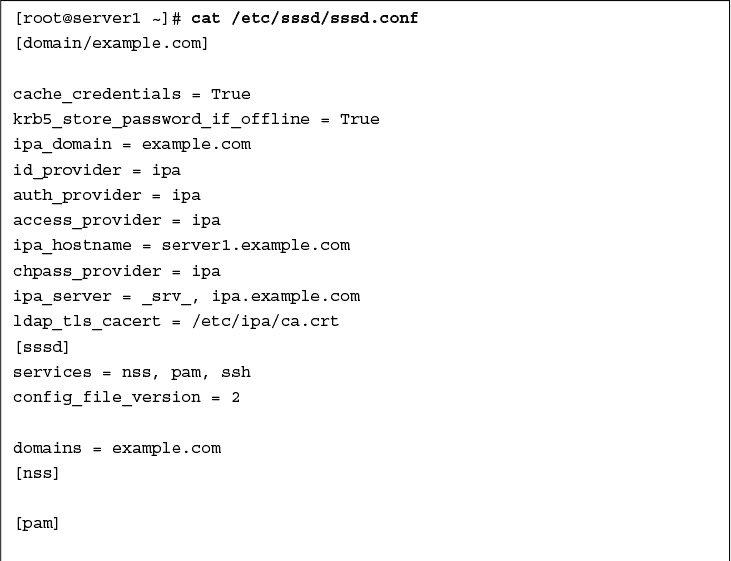 [root@server1 ~]# cat /etc/sssd/sssd.conf
[domain/example.com]
cache_credentials = True
krb5_store_password_if_offline = True
ipa_domain = example.com
id_provider = ipa
auth_provider = ipa
access_provider = ipa
ipa_hostname = server1.example.com
chpass_provider = ipa
ipa_server = _srv_, ipa.example.com
ldap_tls_cacert = /etc/ipa/ca.crt
[sssd]
services = nss, pam, ssh
config_file_version = 2
domains = example.com
[nss]
[pam]